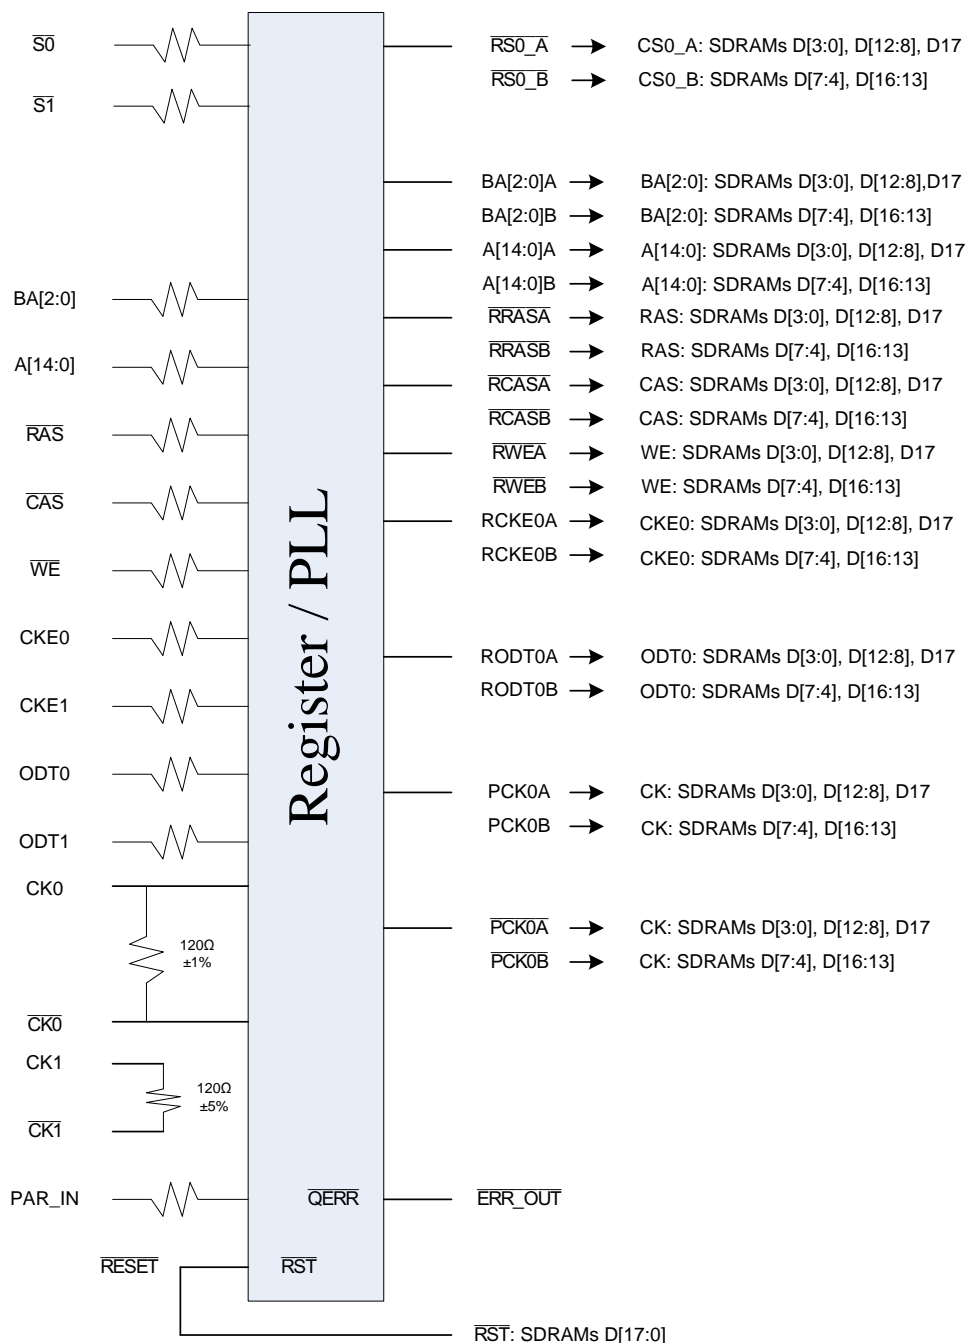 S0
S1
BA[2:0]
A[14:0]
RAS
CAS
WE
CKE0
CKE1
ODT0
ODT1
CK0
120Ω
±1%
CK0
CK1
120Ω
±5%
CK1
PAR_IN
RESET
Register / PLL
QERR
RST
RS0_A CS0_A: SDRAMs D[3:0], D[12:8], D17
RS0_B CS0_B: SDRAMs D[7:4], D[16:13]
BA[2:0]A BA[2:0]: SDRAMs D[3:0], D[12:8],D17
BA[2:0]B BA[2:0]: SDRAMs D[7:4], D[16:13]
A[14:0]A A[14:0]: SDRAMs D[3:0], D[12:8], D17
A[14:0]B A[14:0]: SDRAMs D[7:4], D[16:13]
RRASA RAS: SDRAMs D[3:0], D[12:8], D17
RRASB RAS: SDRAMs D[7:4], D[16:13]
RCASA CAS: SDRAMs D[3:0], D[12:8], D17
RCASB CAS: SDRAMs D[7:4], D[16:13]
RWEA WE: SDRAMs D[3:0], D[12:8], D17
RWEB WE: SDRAMs D[7:4], D[16:13]
RCKE0A CKE0: SDRAMs D[3:0], D[12:8], D17
RCKE0B CKE0: SDRAMs D[7:4], D[16:13]
RODT0A ODT0: SDRAMs D[3:0], D[12:8], D17
RODT0B ODT0: SDRAMs D[7:4], D[16:13]
PCK0A CK: SDRAMs D[3:0], D[12:8], D17
PCK0B CK: SDRAMs D[7:4], D[16:13]
PCK0A CK: SDRAMs D[3:0], D[12:8], D17
PCK0B CK: SDRAMs D[7:4], D[16:13]
ERR_OUT
RST: SDRAMs D[17:0]